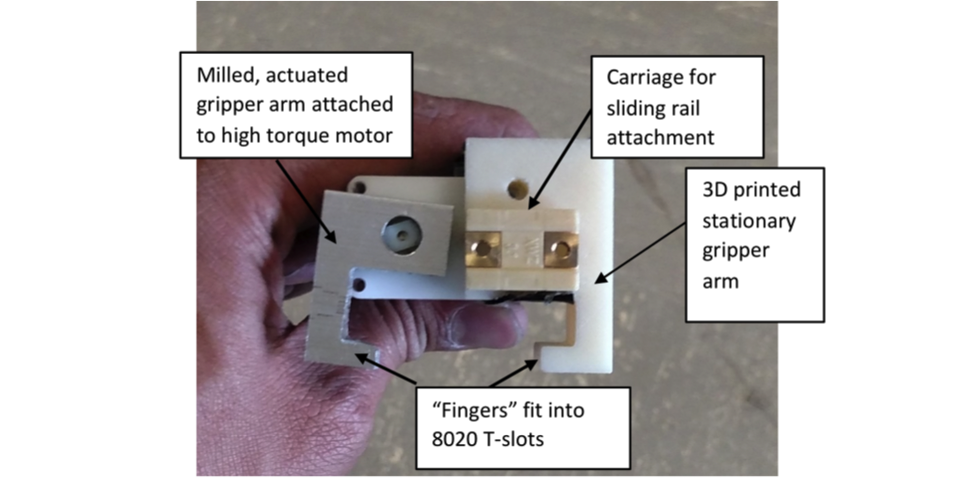 Milled, actuated
gripper arm attached
to high torque motor
Carriage for
sliding rail
attachment
3D printed
stationary
gripper
arm
“Fingers” fit into
8020 T-slots